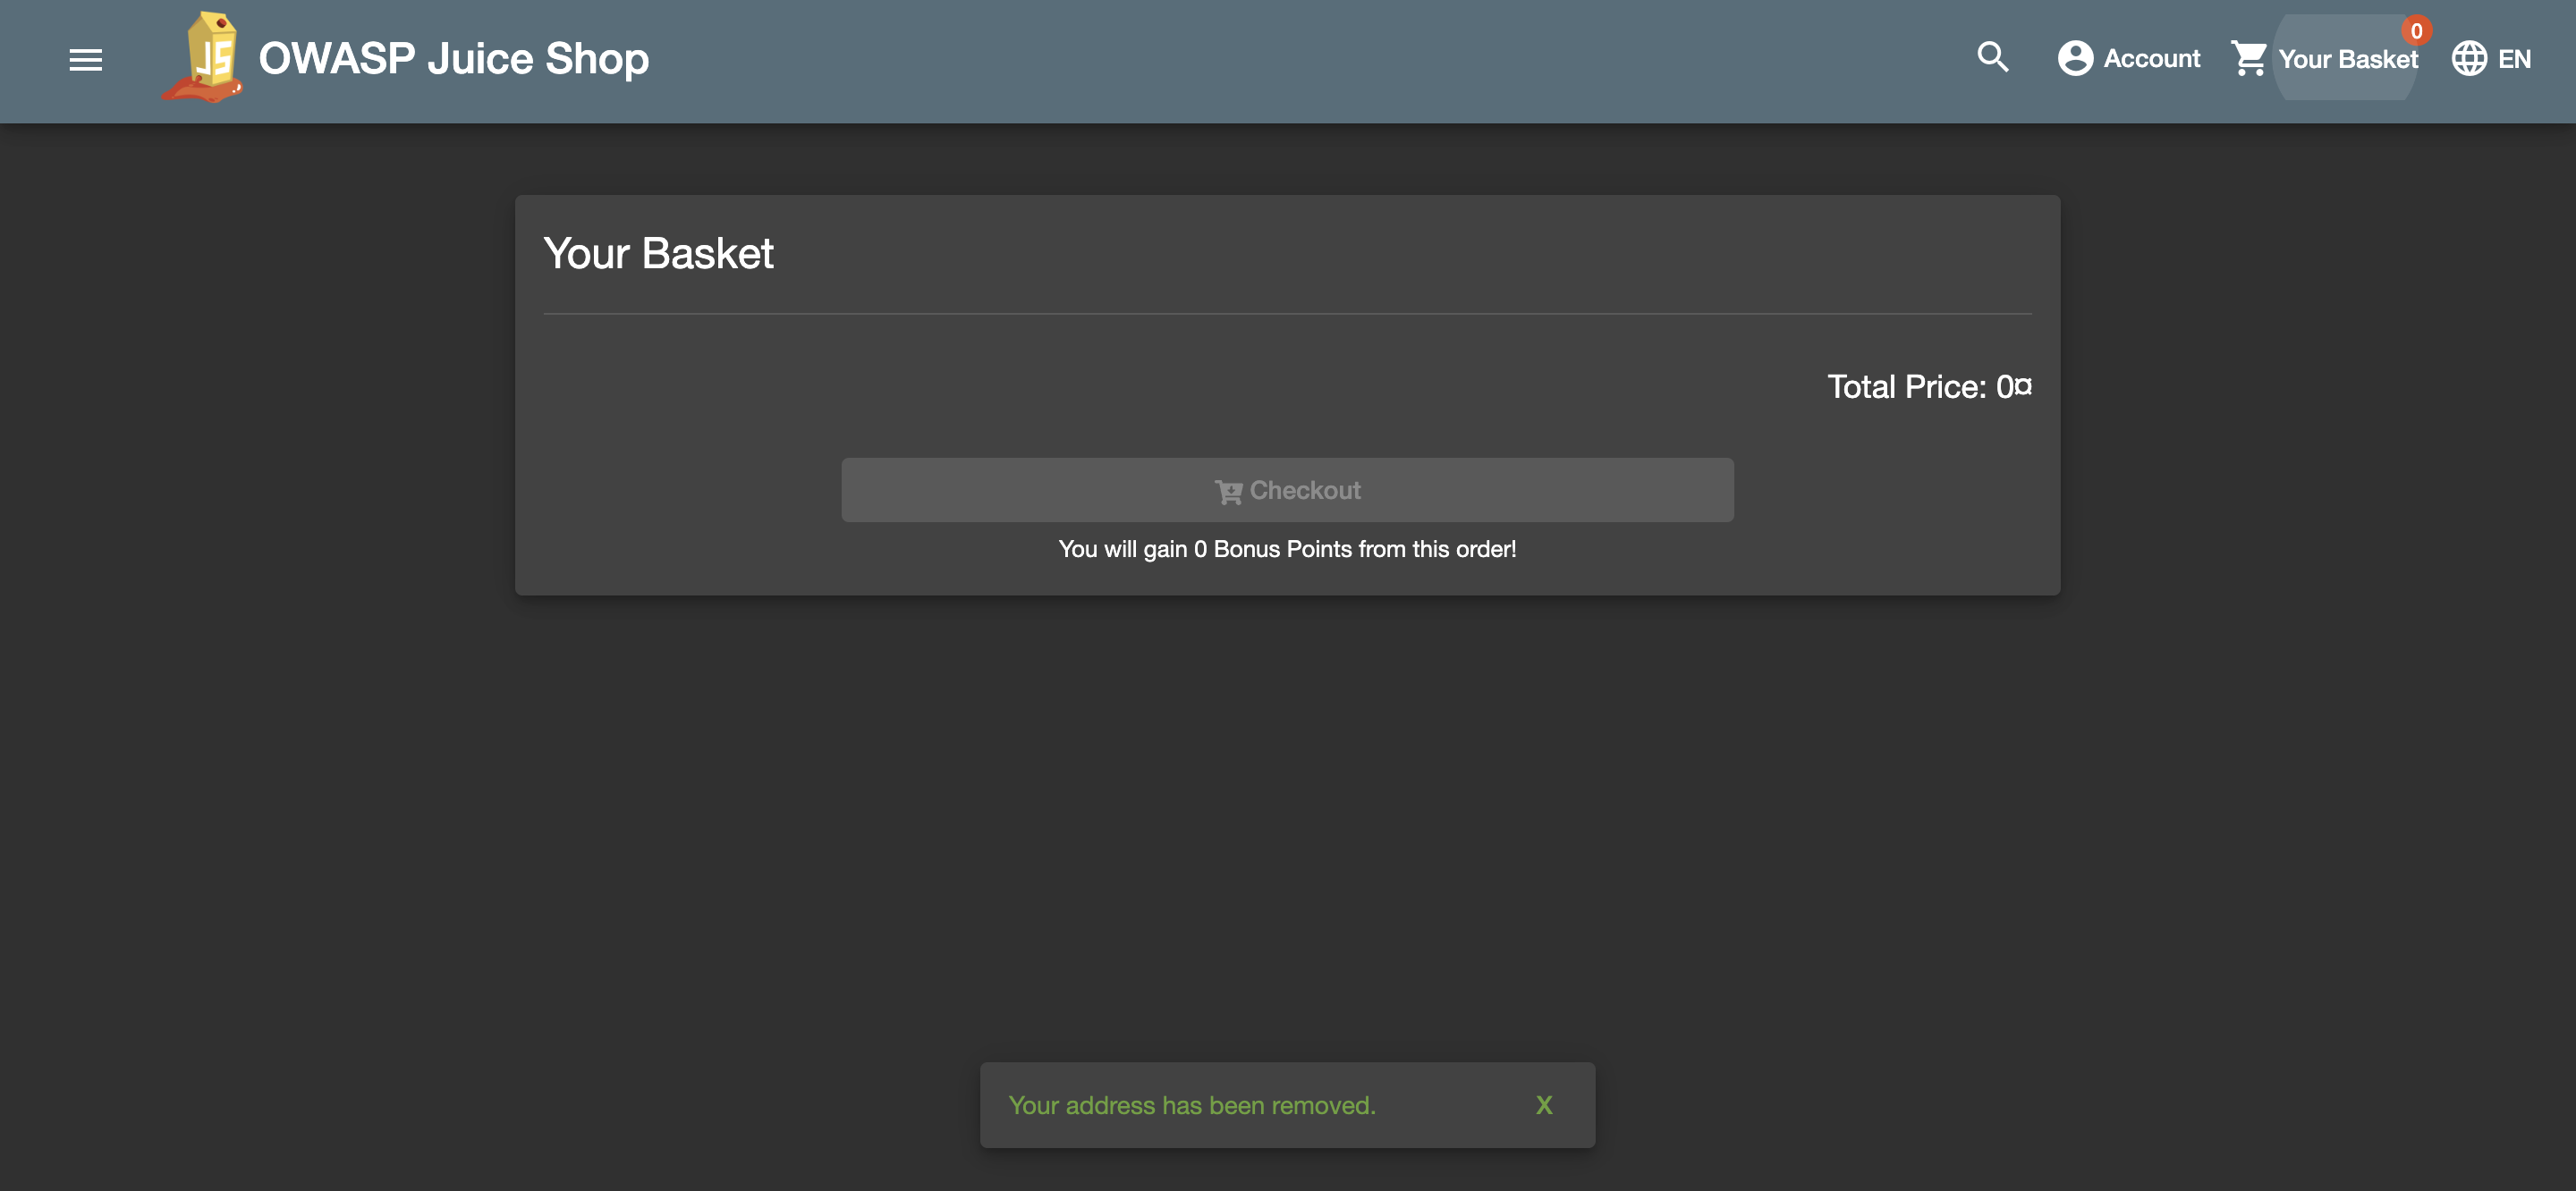 JS OWASP Juice Shop Account Your Basket 0 EN
Your Basket
Total Price: 0¤
Checkout
You will gain 0 Bonus Points from this order!
Your address has been removed. X